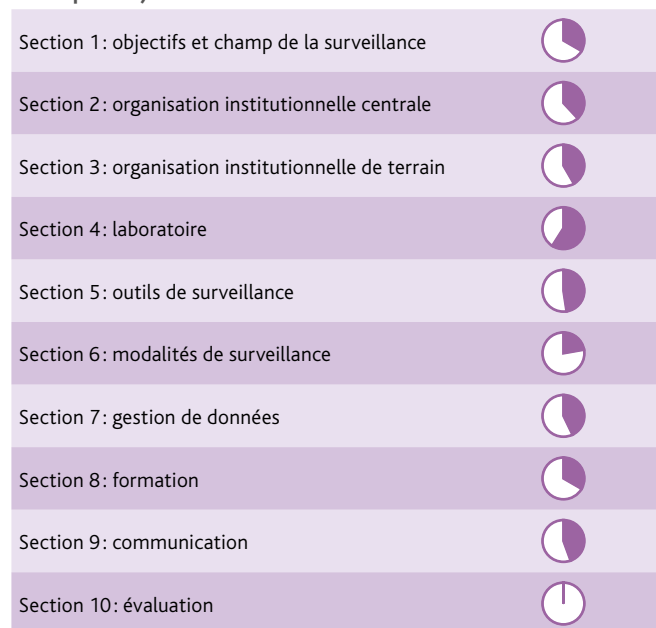 Section 1 : objectifs et champ de la surveillance
Section 2 : organisation institutionnelle centrale
Section 3 : organisation institutionnelle de terrain
Section 4 : laboratoire
Section 5 : outils de surveillance
Section 6 : modalités de surveillance
Section 7 : gestion de données
Section 8 : formation
Section 9 : communication
Section 10 : évaluation